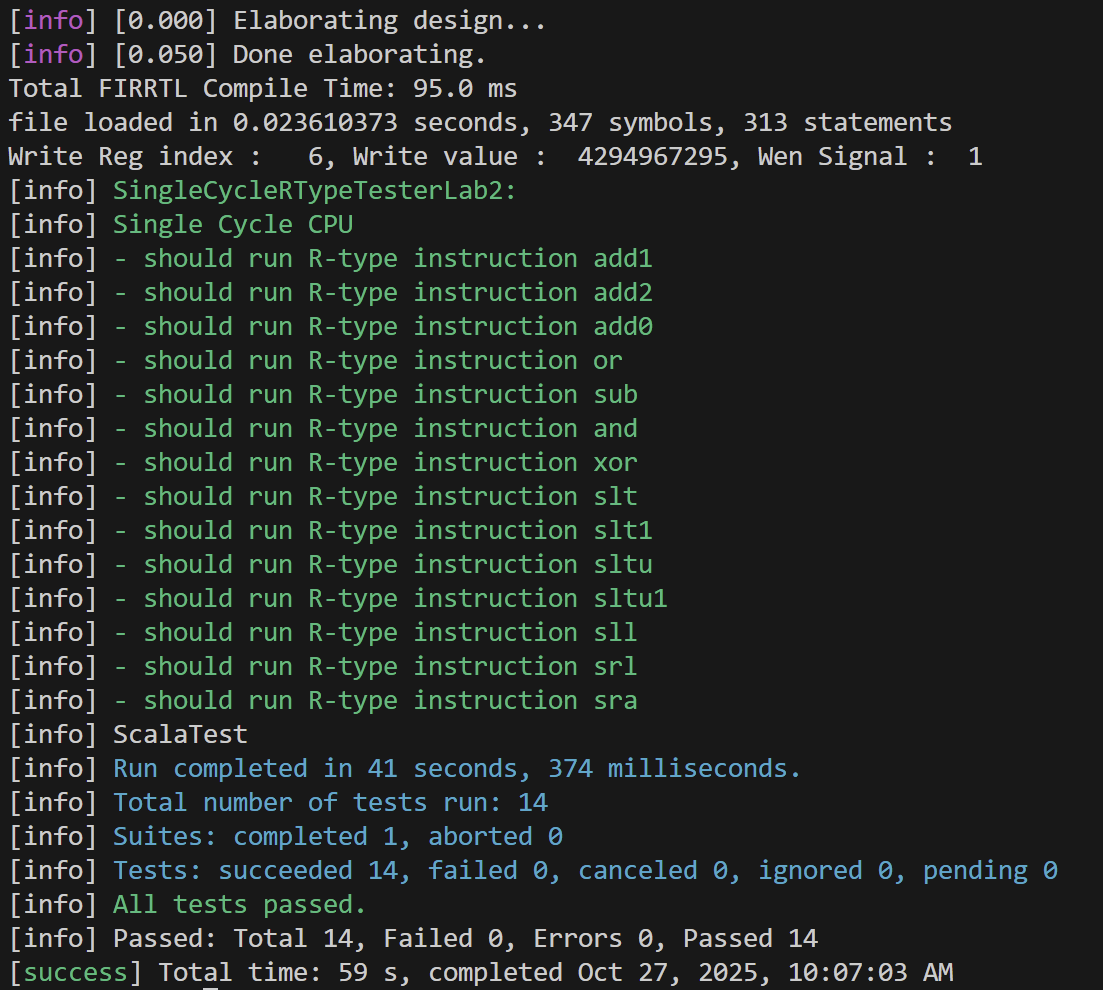 [info] [0.000] Elaborating design...
[info] [0.050] Done elaborating.
Total FIRRTL Compile Time: 95.0 ms
file loaded in 0.023610373 seconds, 347 symbols, 313 statements
Write Reg index :   6, Write value :  4294967295, Wen Signal :  1
[info] SingleCycleRTypeTesterLab2:
[info] Single Cycle CPU
[info] - should run R-type instruction add1
[info] - should run R-type instruction add2
[info] - should run R-type instruction add0
[info] - should run R-type instruction or
[info] - should run R-type instruction sub
[info] - should run R-type instruction and
[info] - should run R-type instruction xor
[info] - should run R-type instruction slt
[info] - should run R-type instruction slt1
[info] - should run R-type instruction sltu
[info] - should run R-type instruction sltu1
[info] - should run R-type instruction sll
[info] - should run R-type instruction srl
[info] - should run R-type instruction sra
[info] ScalaTest
[info] Run completed in 41 seconds, 374 milliseconds.
[info] Total number of tests run: 14
[info] Suites: completed 1, aborted 0
[info] Tests: succeeded 14, failed 0, canceled 0, ignored 0, pending 0
[info] All tests passed.
[info] Passed: Total 14, Failed 0, Errors 0, Passed 14
[success] Total time: 59 s, completed Oct 27, 2025, 10:07:03 AM